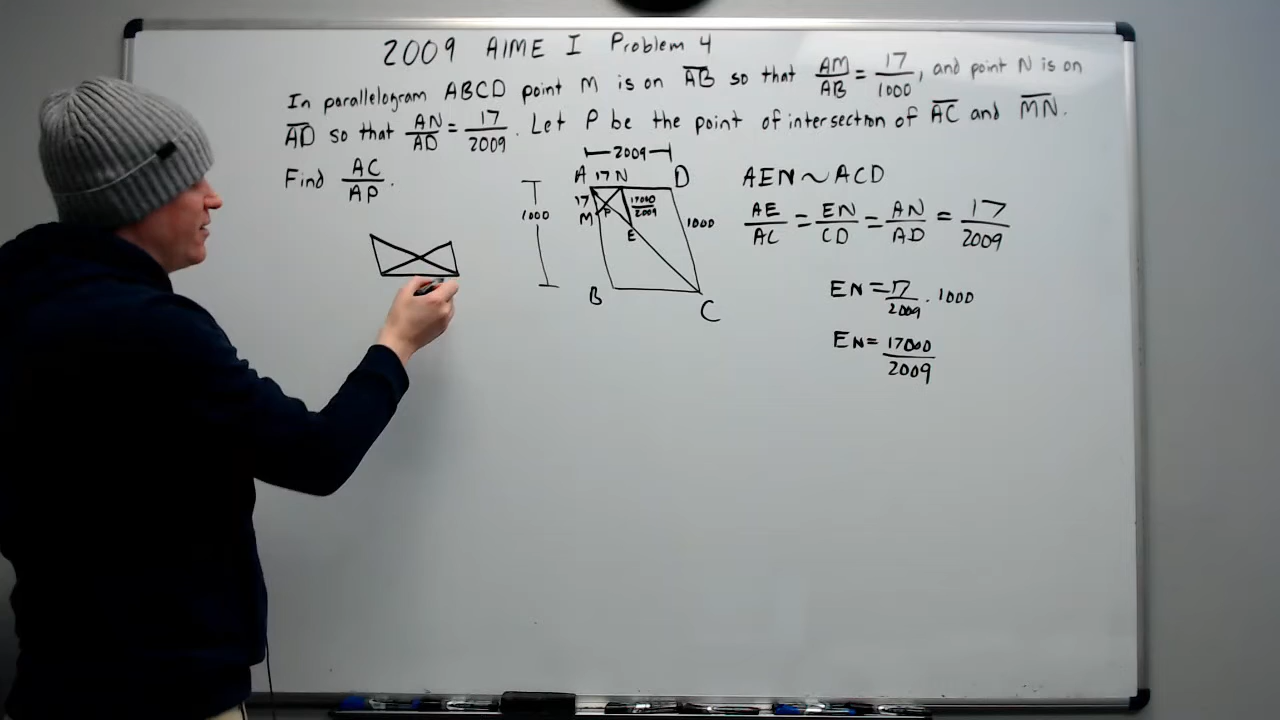 2009 AIME I Problem 4
In parallelogram ABCD point M is on AB so that AM/AB = 17/1000, and point N is on
AD so that AN/AD = 17/2009. Let P be the point of intersection of AC and MN.
Find AC/AP.
2009
A 17 N D
17
M
P
1000
17000/2009
1000
E
B
C
AEN ~ ACD
AE/AC = EN/CD = AN/AD = 17/2009
EN = 17/2009 · 1000
EN = 17000/2009